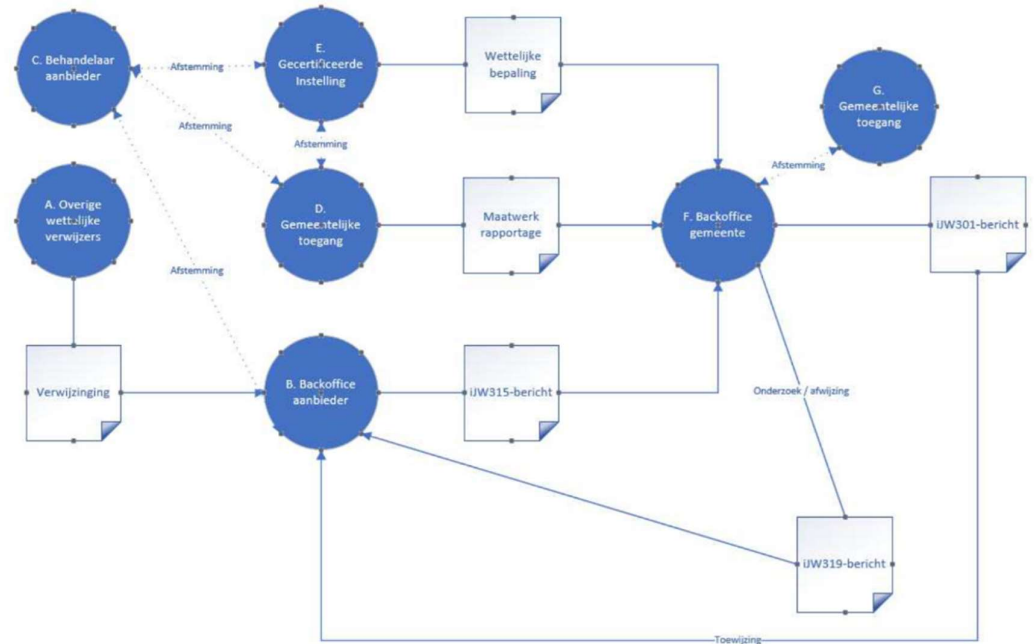 C. Behandelaar
aanbieder
Afstemming
E.
Gecertificeerde
Instelling
Wettelijke
bepaling
G.
Gemeentelijke
toegang
Afstemming
Afstemming
Afstemming
A. Overige
wettelijke
verwijzers
D.
Gemeentelijke
toegang
Maatwerk
rapportage
F. Backoffice
gemeente
iJW301-bericht
Afstemming
Verwijzinging
B. Backoffice
aanbieder
iJW315-bericht
Onderzoek / afwijzing
iJW319-bericht
Toewijzing